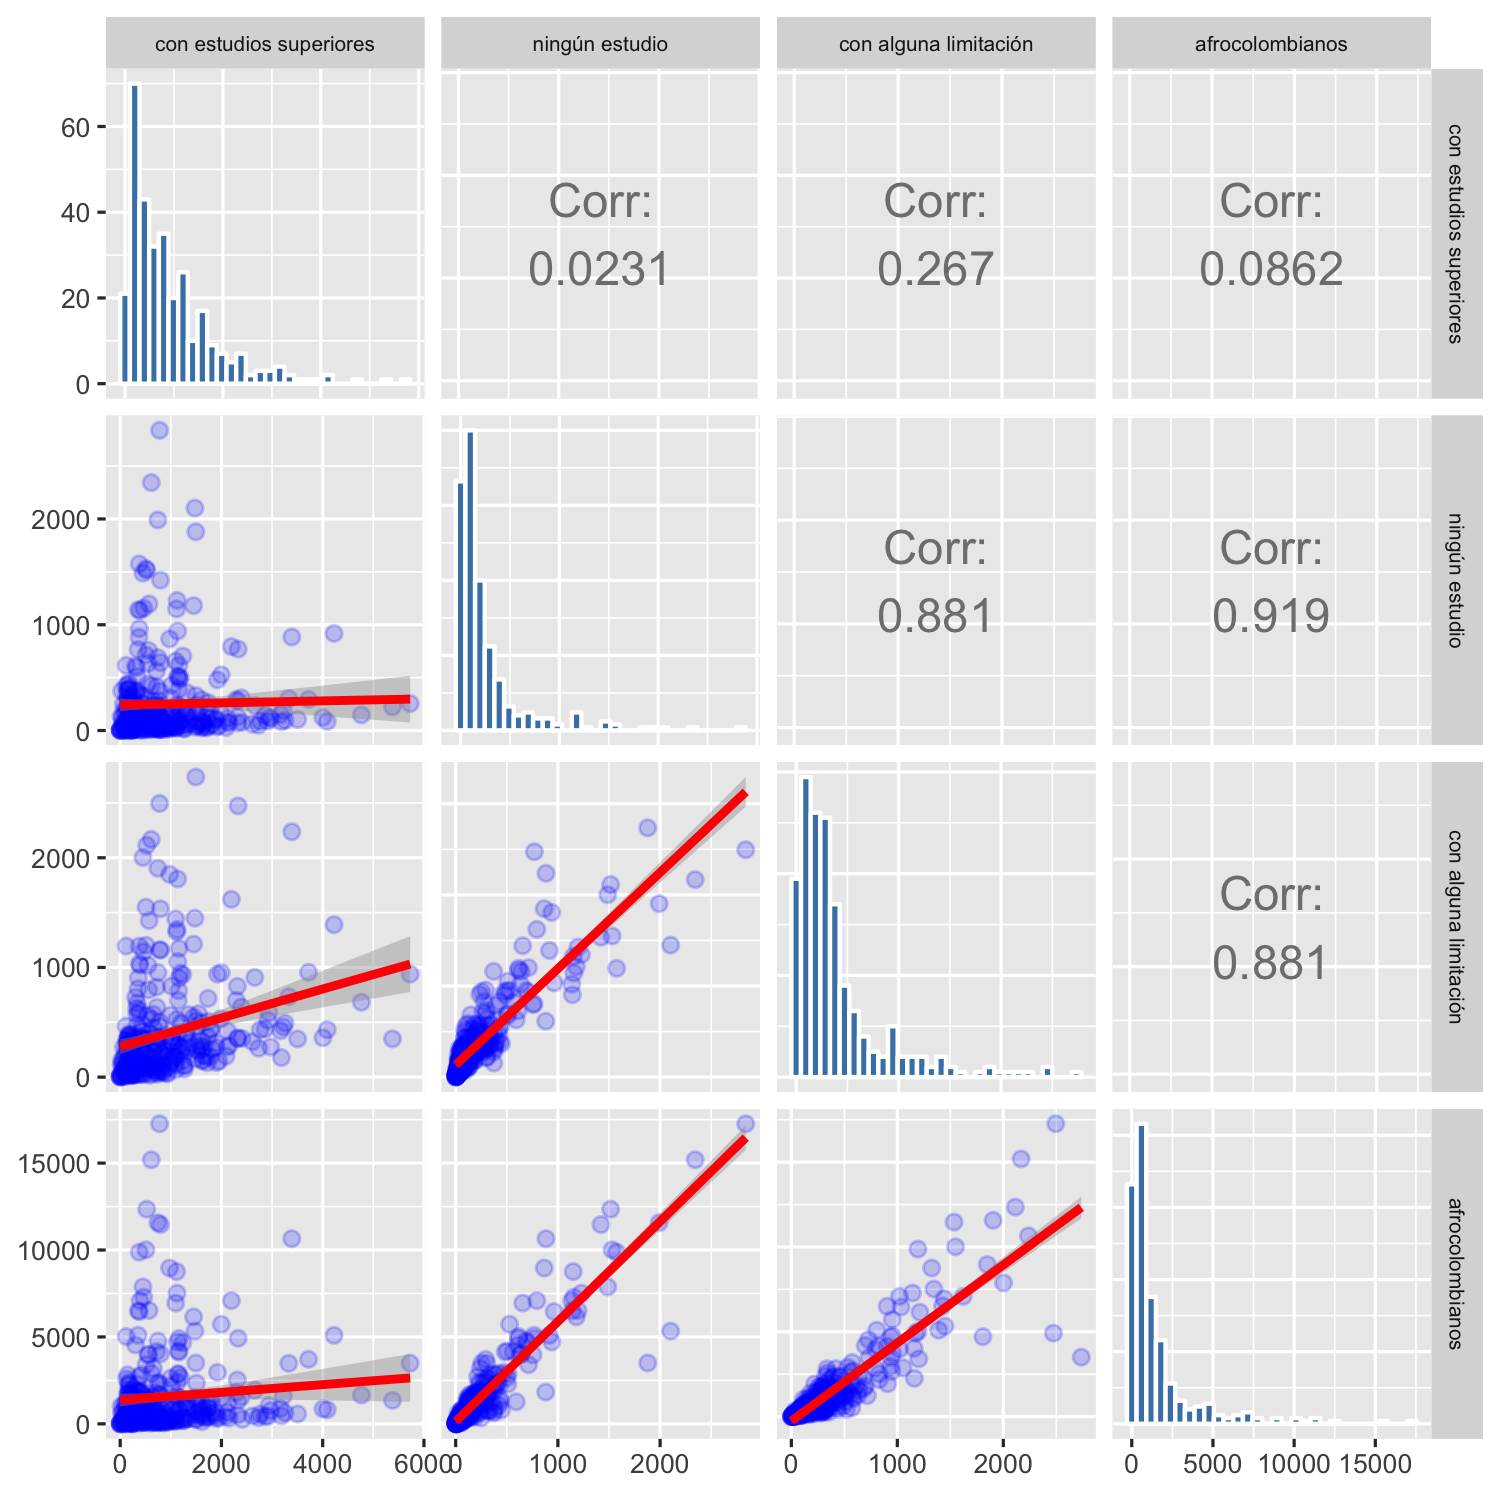 con estudios superiores
ningún estudio
con alguna limitación
afrocolombianos
60
40
20
0
Corr:
0.0231
Corr:
0.267
Corr:
0.0862
con estudios superiores
2000
1000
0
Corr:
0.881
Corr:
0.919
ningún estudio
2000
1000
0
Corr:
0.881
con alguna limitación
15000
10000
5000
0
afrocolombianos
0 2000 4000 6000
0 1000 2000
0 1000 2000
0 5000 10000 15000